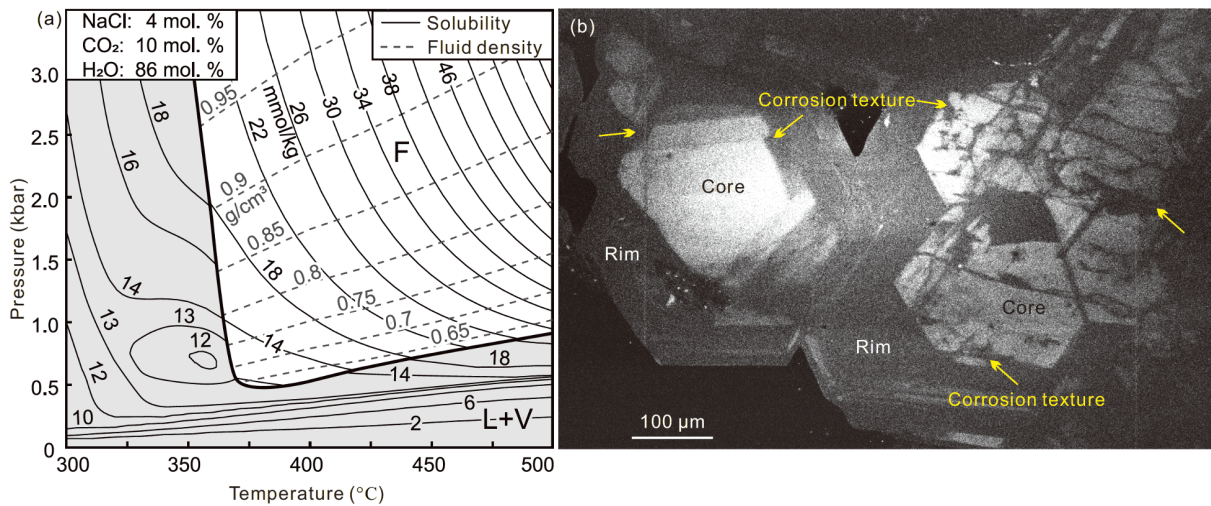 (a)
NaCl: 4 mol. %
CO₂: 10 mol. %
H₂O: 86 mol. %
Solubility
Fluid density
3.0
2.5
2.0
1.5
1.0
0.5
0
Pressure (kbar)
300
350
400
450
500
Temperature (°C)
18
16
14
13
12
10
13
12
0.95
22
26
mmol/kg
30
34
38
46
F
0.9
g/cm³
0.85
0.8
0.75
0.7
0.65
18
14
18
14
6
2
L+V
(b)
Corrosion texture
Core
Rim
Core
Rim
Corrosion texture
100 µm